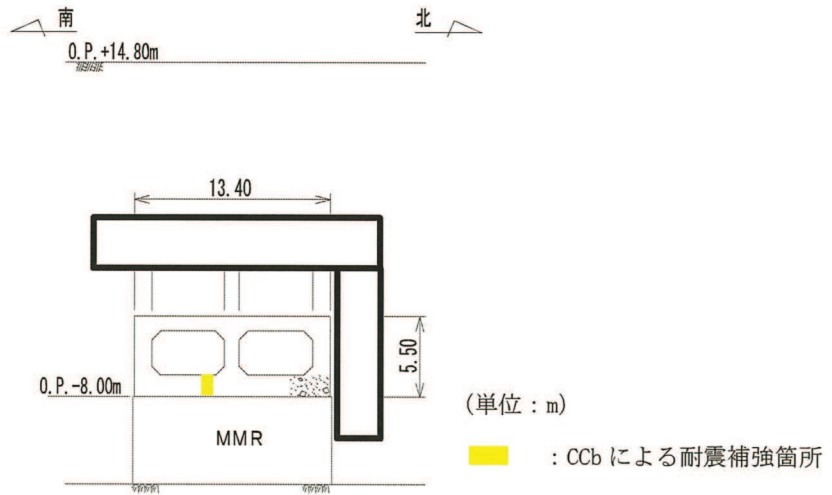 南
北
O.P.+14.80m
13.40
5.50
O.P.-8.00m
MMR
(単位：m)
：CCb による耐震補強箇所